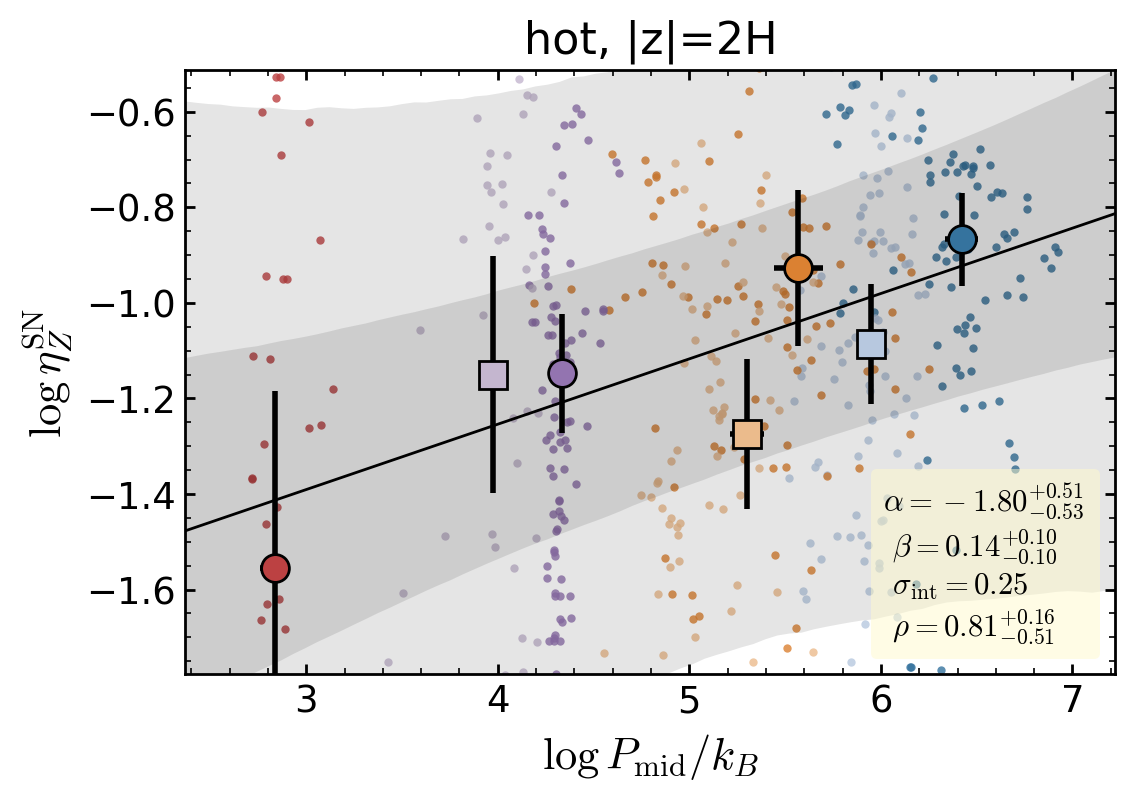 hot, |z|=2H
log η_Z^SN
−0.6
−0.8
−1.0
−1.2
−1.4
−1.6
α = − 1.80^{+0.51}_{−0.53}
β = 0.14^{+0.10}_{−0.10}
σ_int = 0.25
ρ = 0.81^{+0.16}_{−0.51}
3 4 5 6 7
log P_mid/k_B